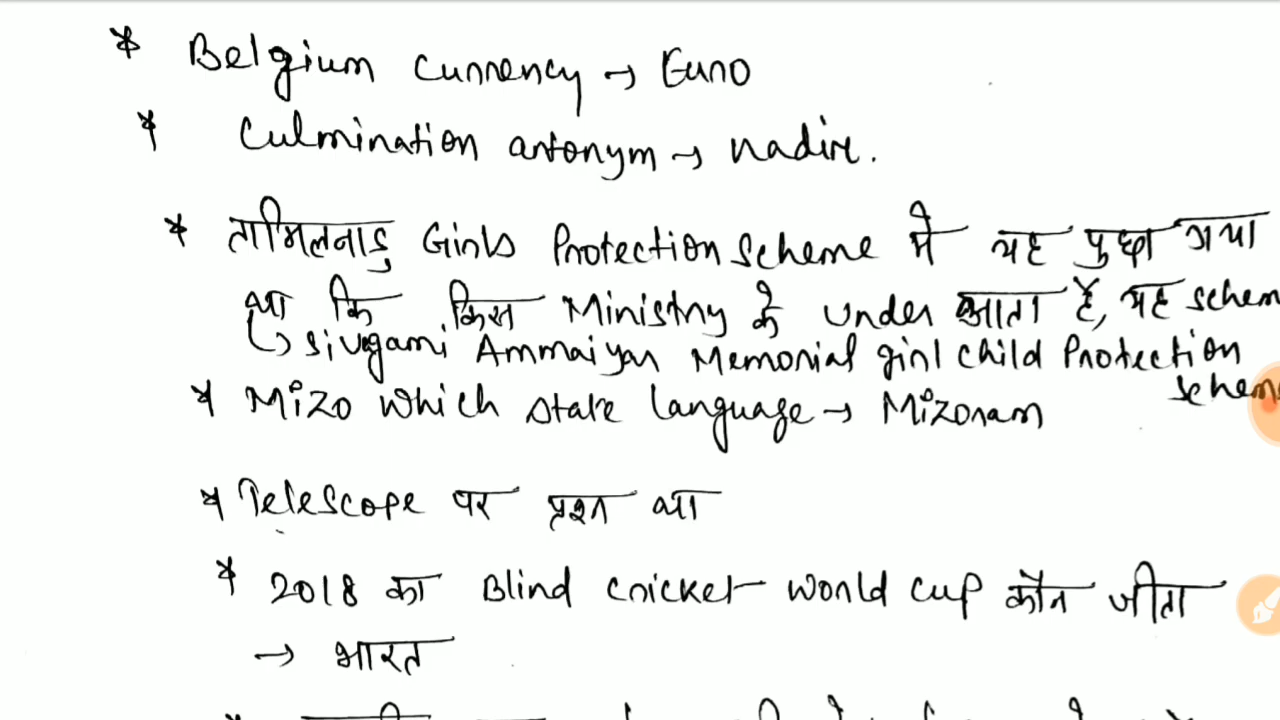 * Belgium currency → Euro
* Culmination antonym → nadir.
* तामिलनाडु Girls Protection scheme में यह पुछा गया
था कि किस Ministry के under आता है, यह schem
↳ sivagami Ammaiyar Memorial girl child Protection
scheme
* Mizo which state language → Mizoram
* Telescope पर प्रश्न था
* 2018 का Blind cricket world cup कौन जीता
→ भारत